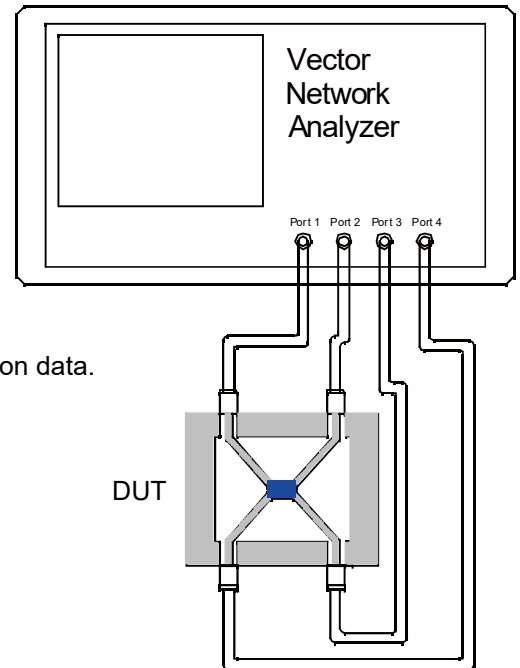 Vector
Network
Analyzer
Port 1 Port 2 Port 3 Port 4
on data.
DUT